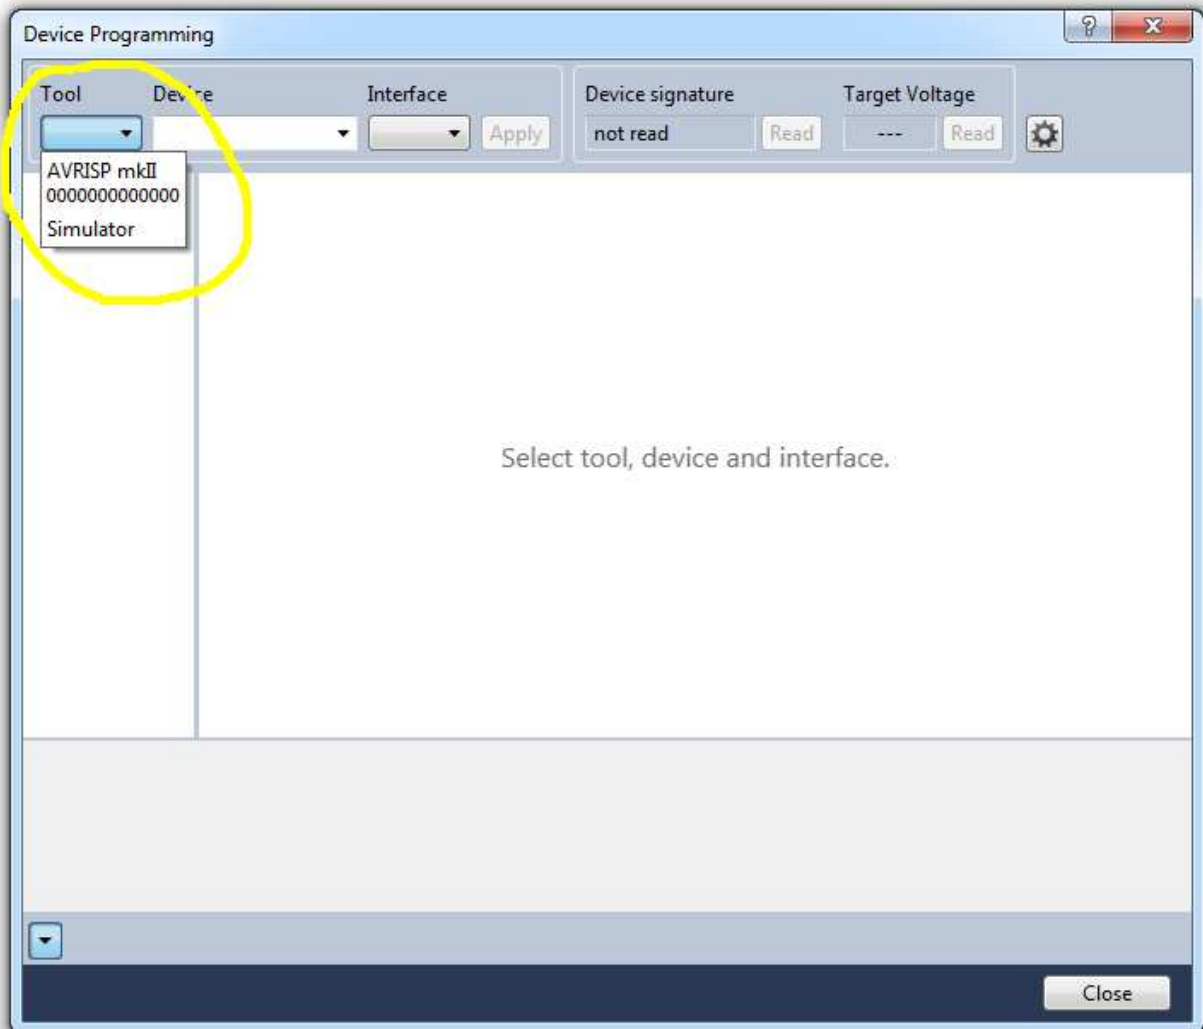 Device Programming
Tool Device Interface Device signature Target Voltage
Apply not read Read --- Read
AVRISP mkII
0000000000000
Simulator
Select tool, device and interface.
Close